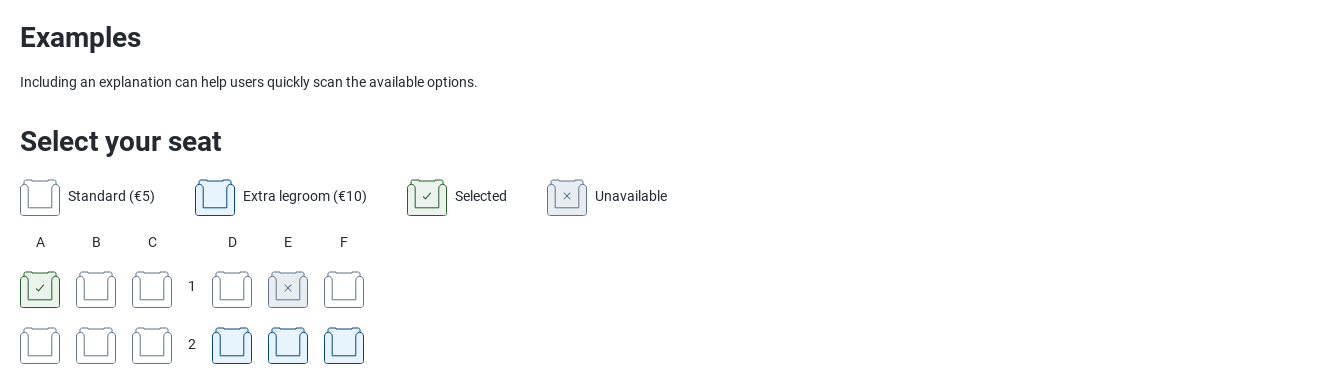 Examples
Including an explanation can help users quickly scan the available options.
Select your seat
Standard (€5) Extra legroom (€10) Selected Unavailable
A B C D E F
1
2